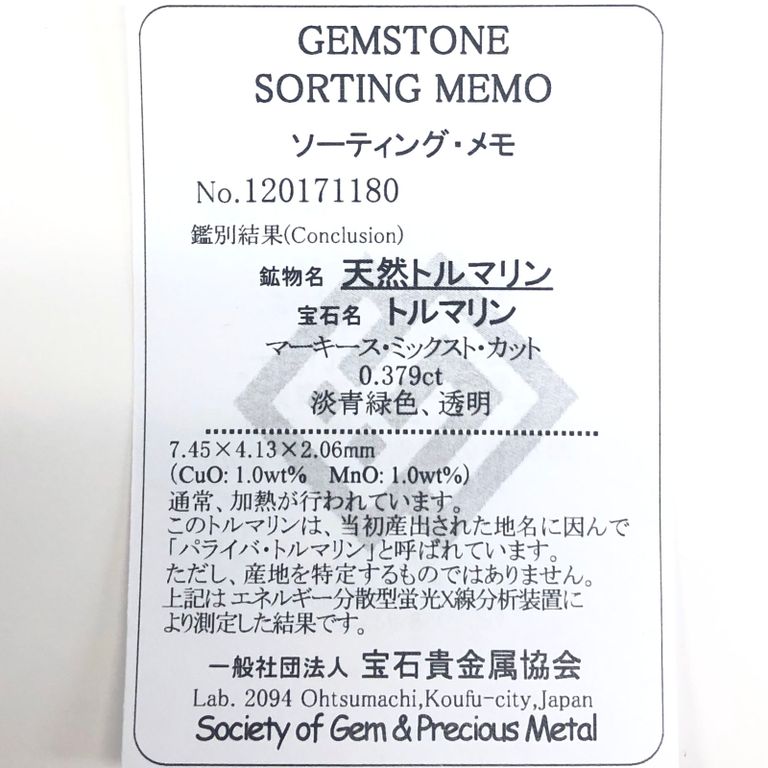 GEMSTONE
SORTING MEMO
ソーティング・メモ
No.120171180
鑑別結果(Conclusion)
鉱物名 天然トルマリン
宝石名 トルマリン
マーキース・ミックスト・カット
0.379ct
淡青緑色、透明
7.45×4.13×2.06mm
(CuO: 1.0wt% MnO: 1.0wt%)
通常、加熱が行われています。
このトルマリンは、当初産出された地名に因んで
「パライバ・トルマリン」と呼ばれています。
ただし、産地を特定するものではありません。
上記は エネルギー分散型蛍光X線分析装置に
より測定した結果です。
一般社団法人 宝石貴金属協会
Lab. 2094 Ohtsumachi,Koufu-city,Japan
Society of Gem & Precious Metal